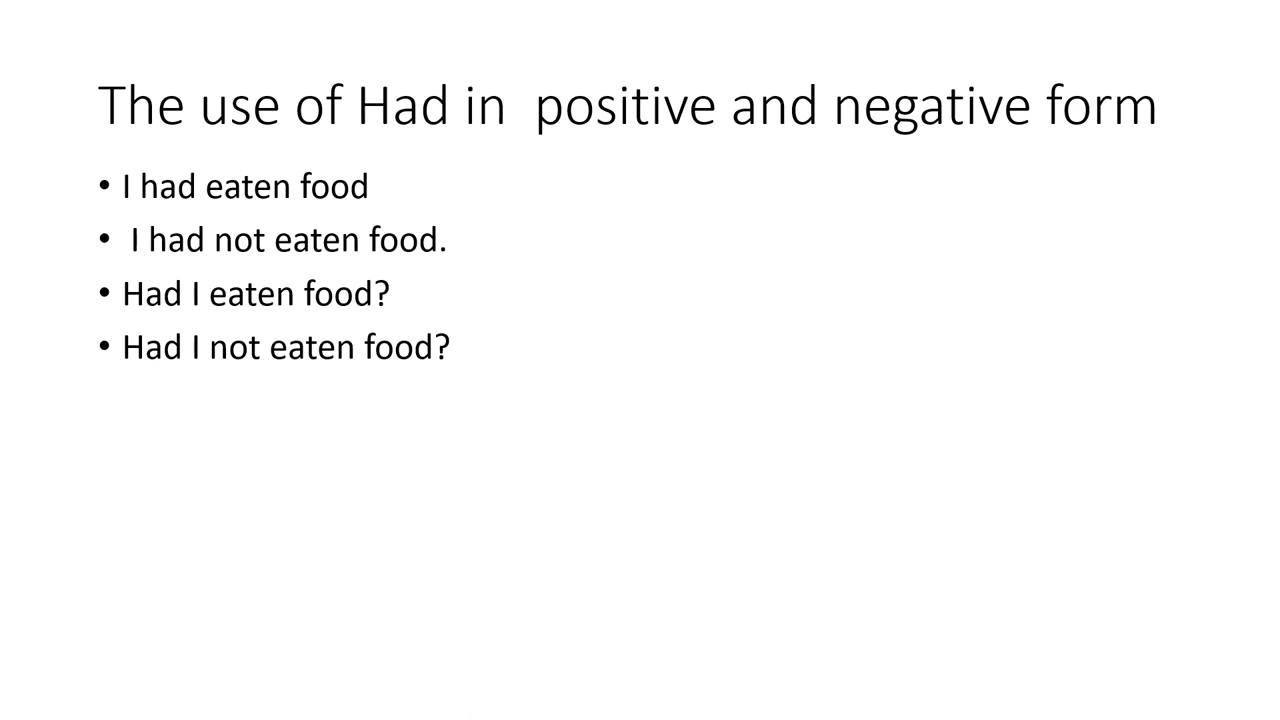 The use of Had in  positive and negative form
• I had eaten food
•  I had not eaten food.
• Had I eaten food?
• Had I not eaten food?